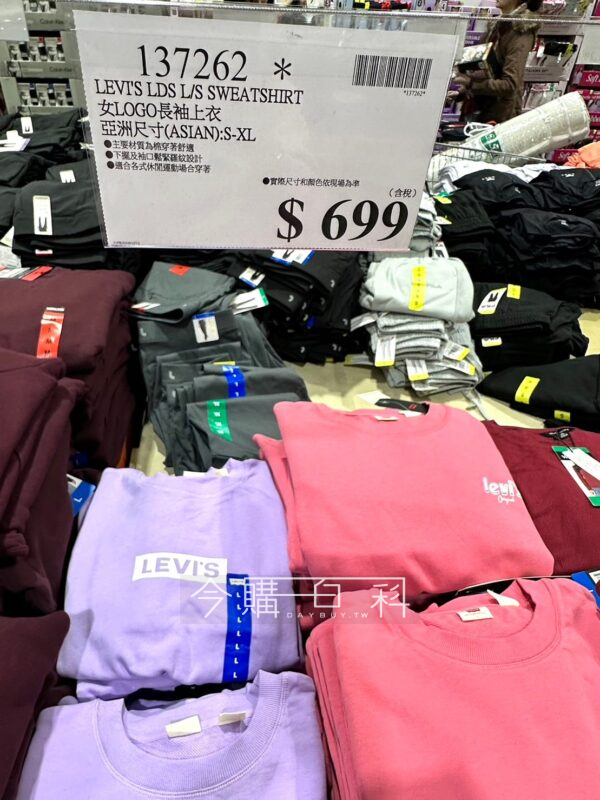 137262 *
*137262*
LEVI'S LDS L/S SWEATSHIRT
女LOGO長袖上衣
亞洲尺寸(ASIAN):S-XL
●主要材質為棉穿著舒適
●下擺及袖口鬆緊羅紋設計
●適合各式休閒運動場合穿著
●實際尺寸和顏色依現場為準
(含稅)
$ 699
LEVI'S
L L L L L L
今購百科
DAYBUY.TW